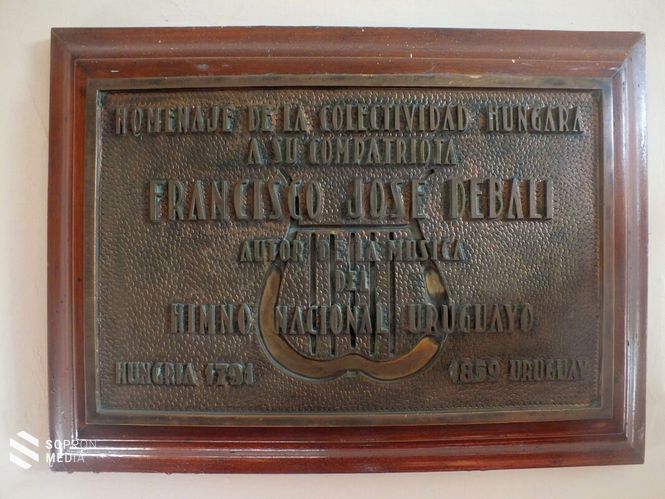 HOMENAJE DE LA COLECTIVIDAD HUNGARA
A SU COMPATRIOTA
FRANCISCO JOSÉ DEBALI
AUTOR DE LA MUSICA
DEL
HIMNO NACIONAL URUGUAYO
HUNGRIA 1791 1859 URUGUAY
SOPRON
MÉDIA